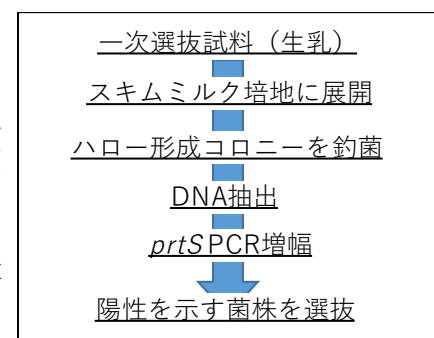 一次選抜試料（生乳）
スキムミルク培地に展開
ハロー形成コロニーを釣菌
DNA抽出
prtS PCR増幅
陽性を示す菌株を選抜